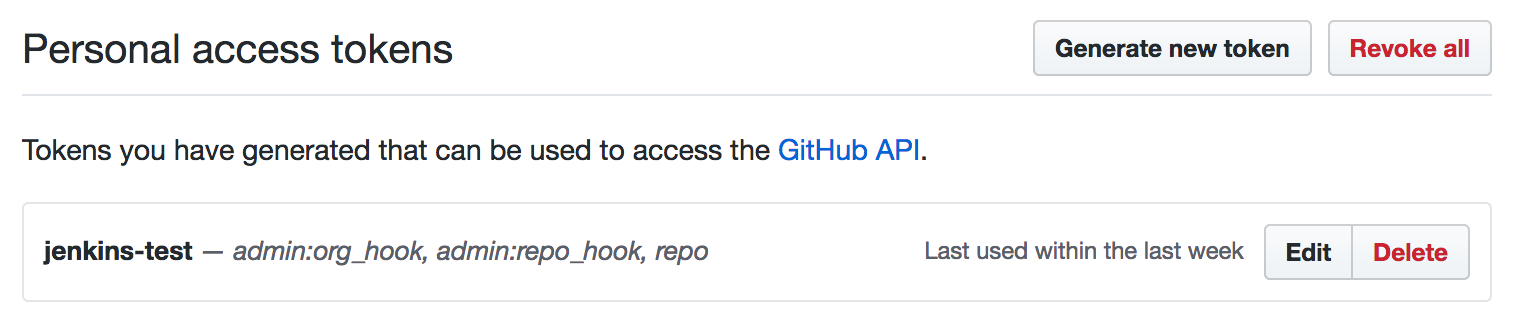 Personal access tokens
Generate new token
Revoke all
Tokens you have generated that can be used to access the GitHub API.
jenkins-test — admin:org_hook, admin:repo_hook, repo
Last used within the last week
Edit
Delete